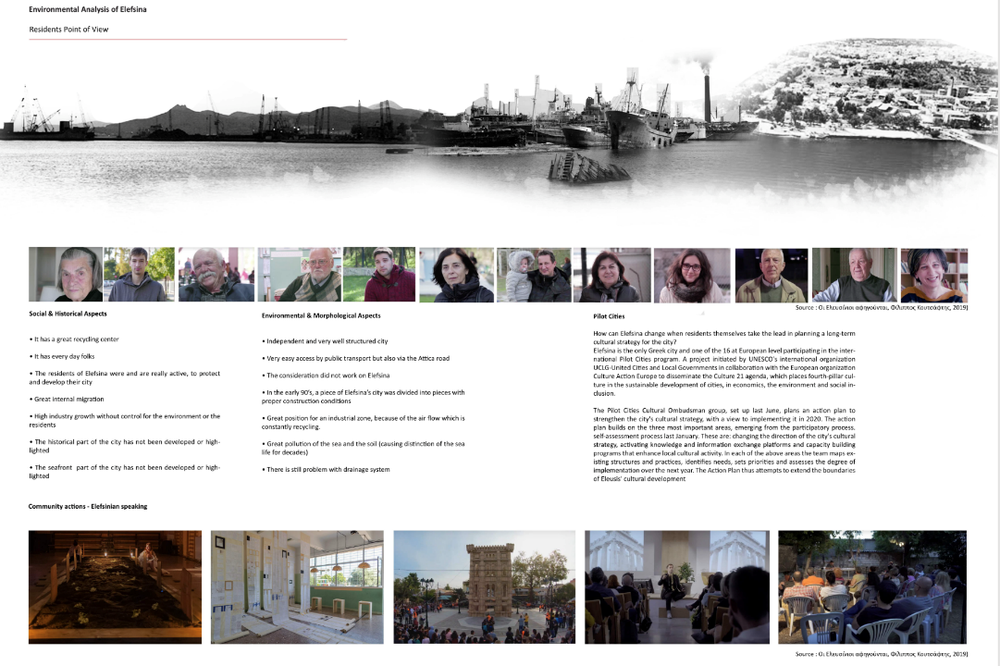 Environmental Analysis of Elefsina
Residents Point of View
Source : Οι Ελευσίνιοι αφηγούνται, Φίλιππος Κουτσάφτης, 2019)
Social & Historical Aspects
• It has a great recycling center
• It has every day folks
• The residents of Elefsina were and are really active, to protect
and develop their city
• Great internal migration
• High industry growth without control for the environment or the
residents
• The historical part of the city has not been developed or high-
lighted
• The seafront part of the city has not been developed or high-
lighted
Environmental & Morphological Aspects
• Independent and very well structured city
• Very easy access by public transport but also via the Attica road
• The consideration did not work on Elefsina
• In the early 90's, a piece of Elefsina's city was divided into pieces with
proper construction conditions
• Great position for an industrial zone, because of the air flow which is
constantly recycling.
• Great pollution of the sea and the soil (causing distinction of the sea
life for decades)
• There is still problem with drainage system
Pilot Cities
How can Elefsina change when residents themselves take the lead in planning a long-term
cultural strategy for the city?
Elefsina is the only Greek city and one of the 16 at European level participating in the inter-
national Pilot Cities program. A project initiated by UNESCO's international organization
UCLG-United Cities and Local Governments in collaboration with the European organization
Culture Action Europe to disseminate the Culture 21 agenda, which places fourth-pillar cul-
ture in the sustainable development of cities, in economics, the environment and social in-
clusion.
The Pilot Cities Cultural Ombudsman group, set up last June, plans an action plan to
strengthen the city's cultural strategy, with a view to implementing it in 2020. The action
plan builds on the three most important areas, emerging from the participatory process.
self-assessment process last January. These are: changing the direction of the city's cultural
strategy, activating knowledge and information exchange platforms and capacity building
programs that enhance local cultural activity. In each of the above areas the team maps ex-
isting structures and practices, identifies needs, sets priorities and assesses the degree of
implementation over the next year. The Action Plan thus attempts to extend the boundaries
of Eleusis' cultural development
Community actions - Elefsinian speaking
Source : Οι Ελευσίνιοι αφηγούνται, Φίλιππος Κουτσάφτης, 2019)